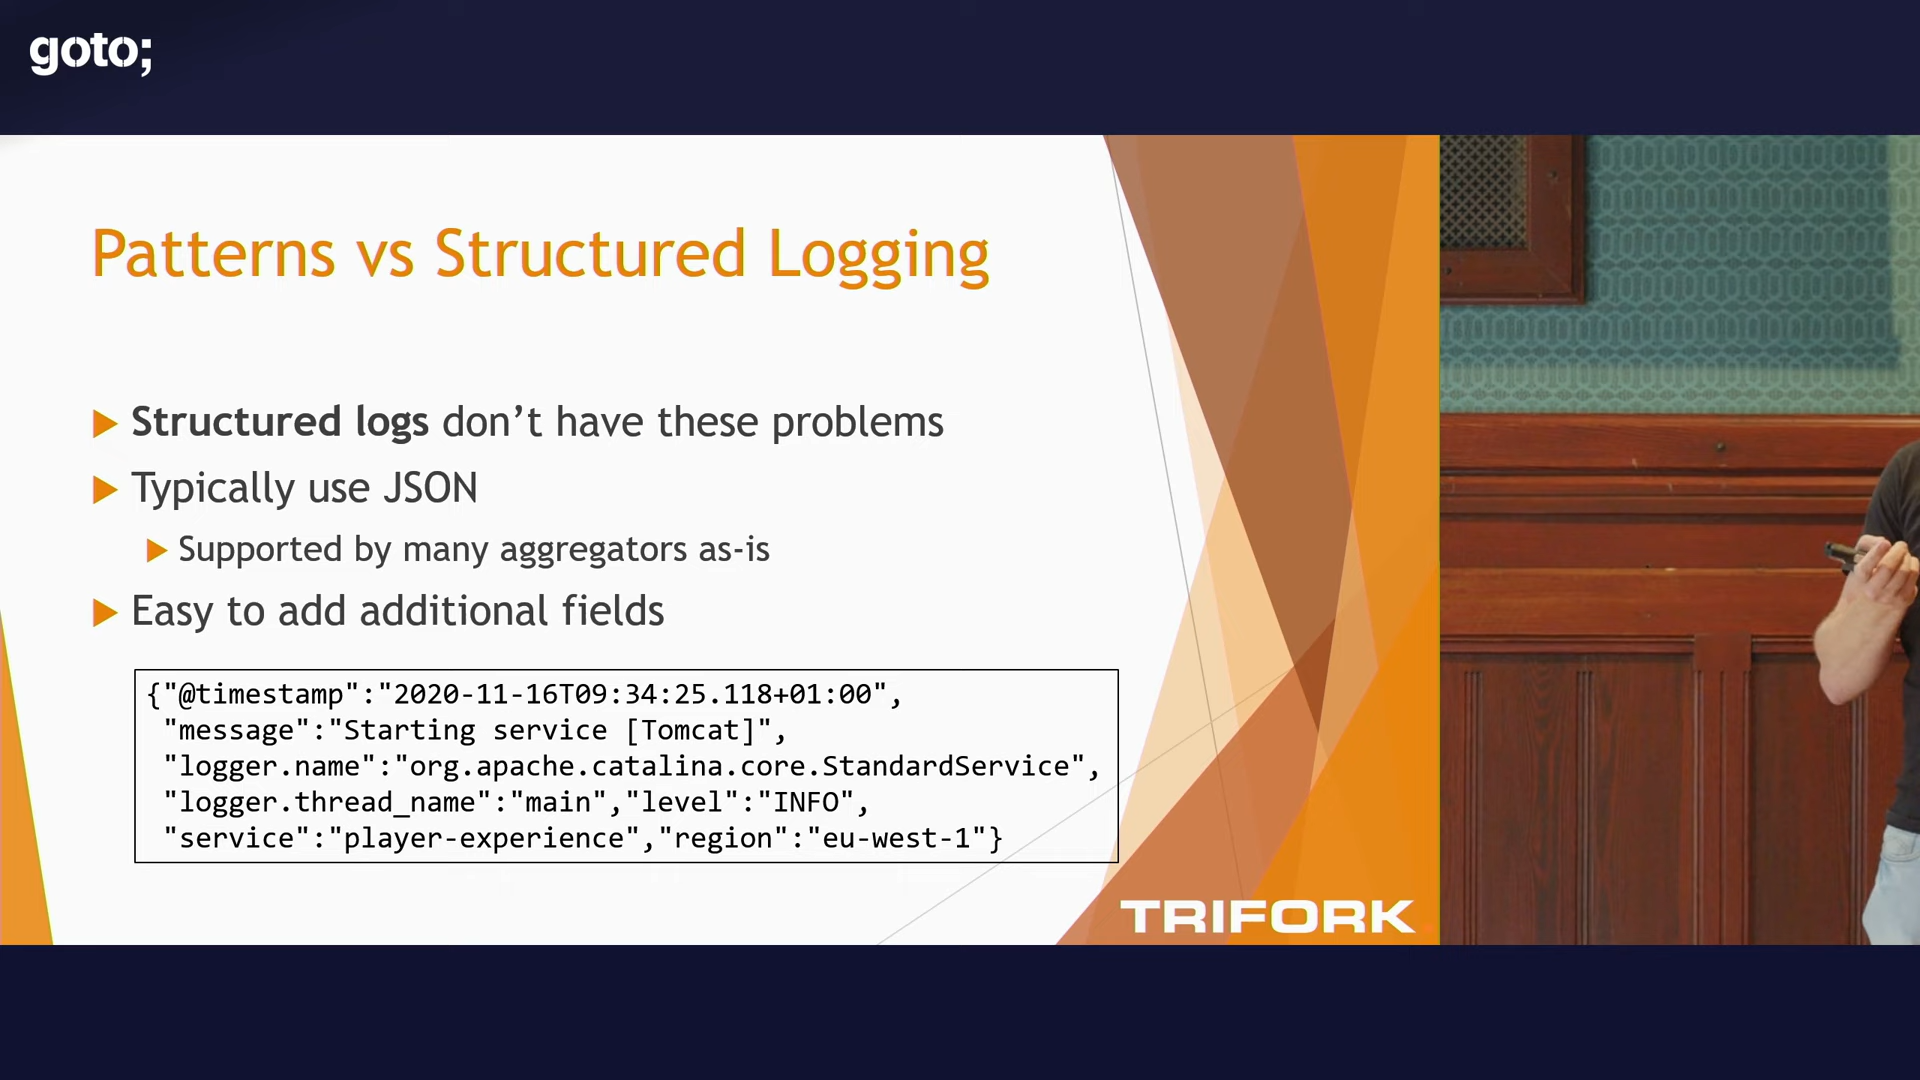 goto;
Patterns vs Structured Logging
Structured logs don’t have these problems
Typically use JSON
Supported by many aggregators as-is
Easy to add additional fields
{"@timestamp":"2020-11-16T09:34:25.118+01:00",
"message":"Starting service [Tomcat]",
"logger.name":"org.apache.catalina.core.StandardService",
"logger.thread_name":"main","level":"INFO",
"service":"player-experience","region":"eu-west-1"}
TRIFORK